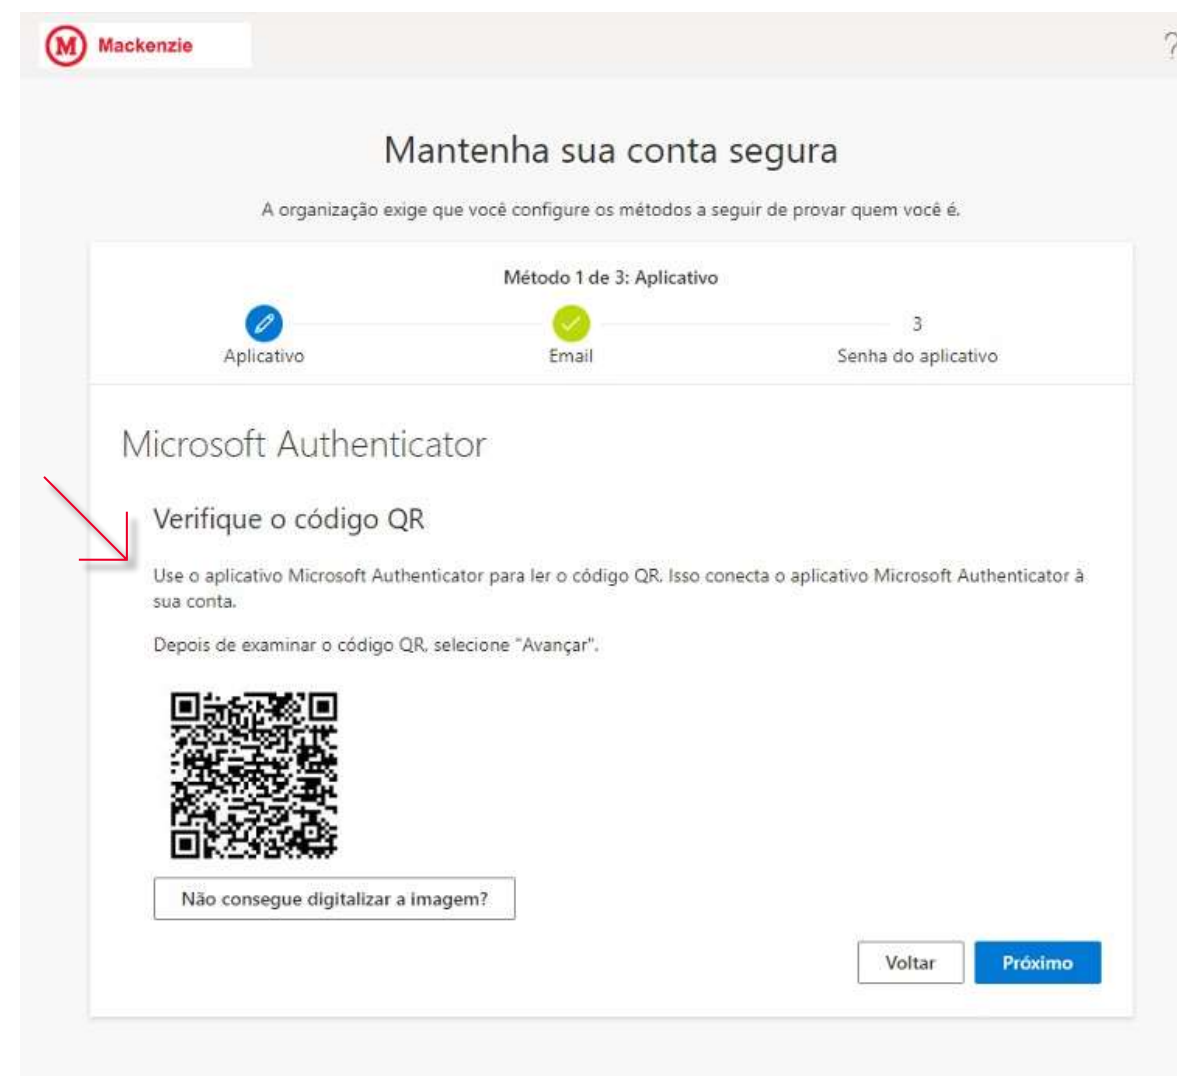 M Mackenzie
?
Mantenha sua conta segura
A organização exige que você configure os métodos a seguir de provar quem você é.
Método 1 de 3: Aplicativo
3
Aplicativo Email Senha do aplicativo
Microsoft Authenticator
Verifique o código QR
Use o aplicativo Microsoft Authenticator para ler o código QR. Isso conecta o aplicativo Microsoft Authenticator à
sua conta.
Depois de examinar o código QR, selecione "Avançar".
Não consegue digitalizar a imagem?
Voltar Próximo